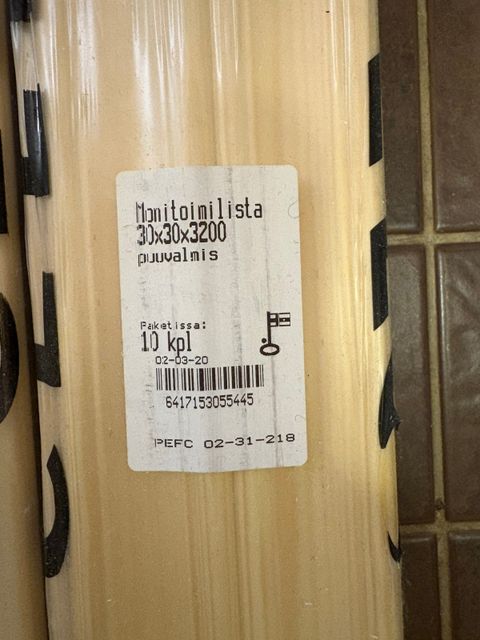 Monitoimilista
30x30x3200
puuvalmis
Paketissa:
10 kpl
02-03-20
6417153055445
PEFC 02-31-218